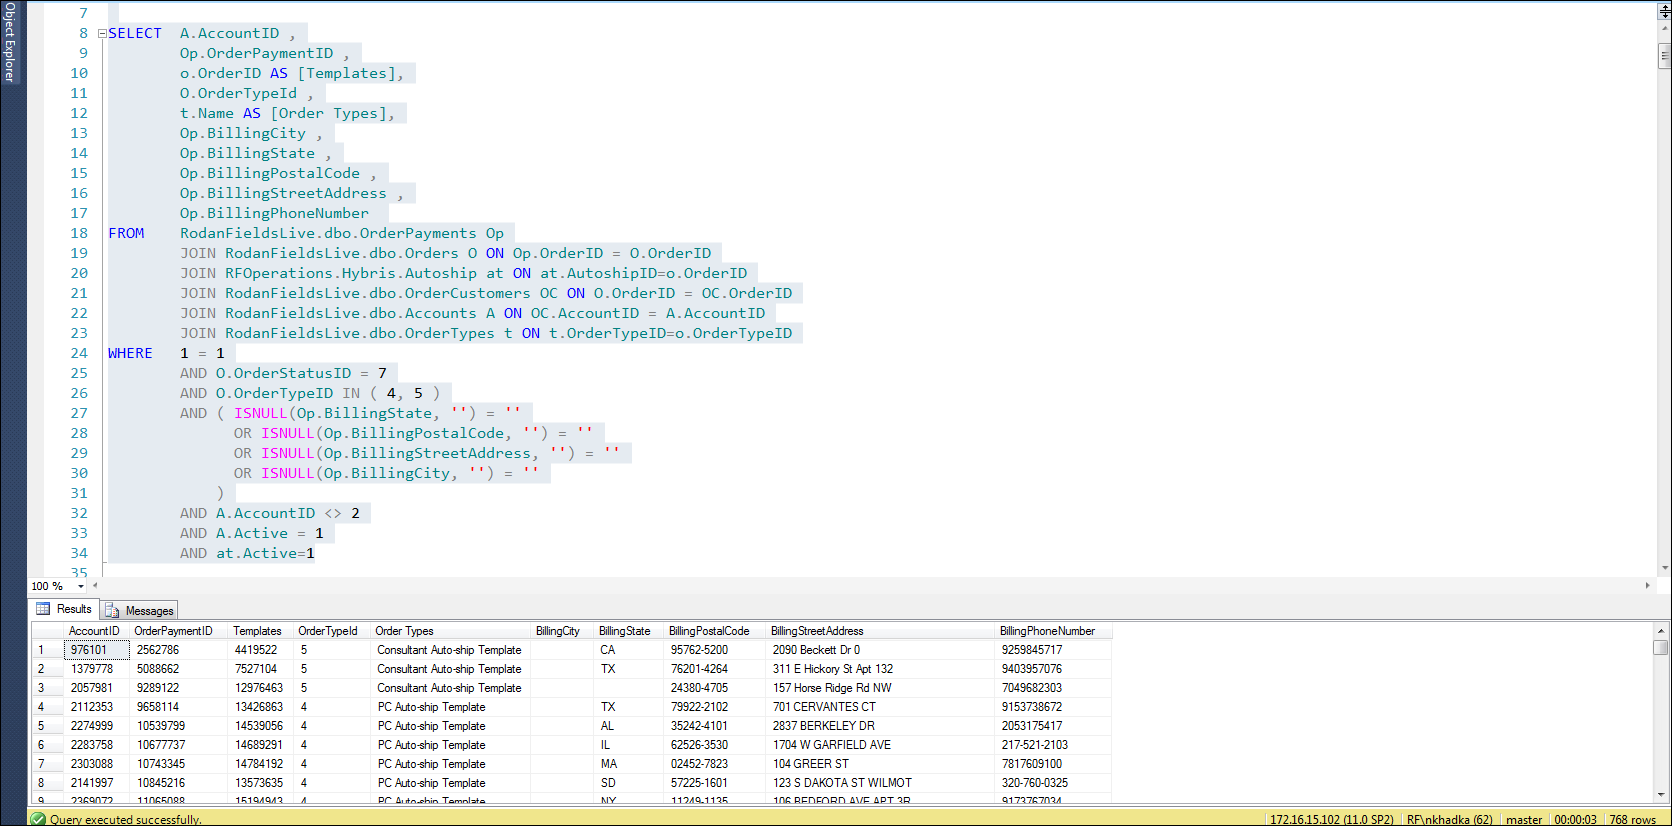 Object Explorer
7
8 SELECT A.AccountID ,
9 Op.OrderPaymentID ,
10 o.OrderID AS [Templates],
11 O.OrderTypeId ,
12 t.Name AS [Order Types],
13 Op.BillingCity ,
14 Op.BillingState ,
15 Op.BillingPostalCode ,
16 Op.BillingStreetAddress ,
17 Op.BillingPhoneNumber
18 FROM RodanFieldsLive.dbo.OrderPayments Op
19 JOIN RodanFieldsLive.dbo.Orders O ON Op.OrderID = O.OrderID
20 JOIN RFOperations.Hybris.Autoship at ON at.AutoshipID=o.OrderID
21 JOIN RodanFieldsLive.dbo.OrderCustomers OC ON O.OrderID = OC.OrderID
22 JOIN RodanFieldsLive.dbo.Accounts A ON OC.AccountID = A.AccountID
23 JOIN RodanFieldsLive.dbo.OrderTypes t ON t.OrderTypeID=o.OrderTypeID
24 WHERE 1 = 1
25 AND O.OrderStatusID = 7
26 AND O.OrderTypeID IN ( 4, 5 )
27 AND ( ISNULL(Op.BillingState, '') = ''
28 OR ISNULL(Op.BillingPostalCode, '') = ''
29 OR ISNULL(Op.BillingStreetAddress, '') = ''
30 OR ISNULL(Op.BillingCity, '') = ''
31 )
32 AND A.AccountID <> 2
33 AND A.Active = 1
34 AND at.Active=1
35
100 %
Results Messages
AccountID OrderPaymentID Templates OrderTypeId Order Types BillingCity BillingState BillingPostalCode BillingStreetAddress BillingPhoneNumber
1 976101 2562786 4419522 5 Consultant Auto-ship Template CA 95762-5200 2090 Beckett Dr 0 9259845717
2 1379778 5088662 7527104 5 Consultant Auto-ship Template TX 76201-4264 311 E Hickory St Apt 132 9403957076
3 2057981 9289122 12976463 5 Consultant Auto-ship Template 24380-4705 157 Horse Ridge Rd NW 7049682303
4 2112353 9658114 13426863 4 PC Auto-ship Template TX 79922-2102 701 CERVANTES CT 9153738672
5 2274999 10539799 14539056 4 PC Auto-ship Template AL 35242-4101 2837 BERKELEY DR 2053175417
6 2283758 10677737 14689291 4 PC Auto-ship Template IL 62526-3530 1704 W GARFIELD AVE 217-521-2103
7 2303088 10743345 14784192 4 PC Auto-ship Template MA 02452-7823 104 GREER ST 7817609100
8 2141997 10845216 13573635 4 PC Auto-ship Template SD 57225-1601 123 S DAKOTA ST WILMOT 320-760-0325
9 2369072 11065088 15194943 4 PC Auto-ship Template NY 11249-1135 106 BEDFORD AVE APT 3R 9173767034
Query executed successfully. 172.16.15.102 (11.0 SP2) RF\nkhadka (62) master 00:00:03 768 rows